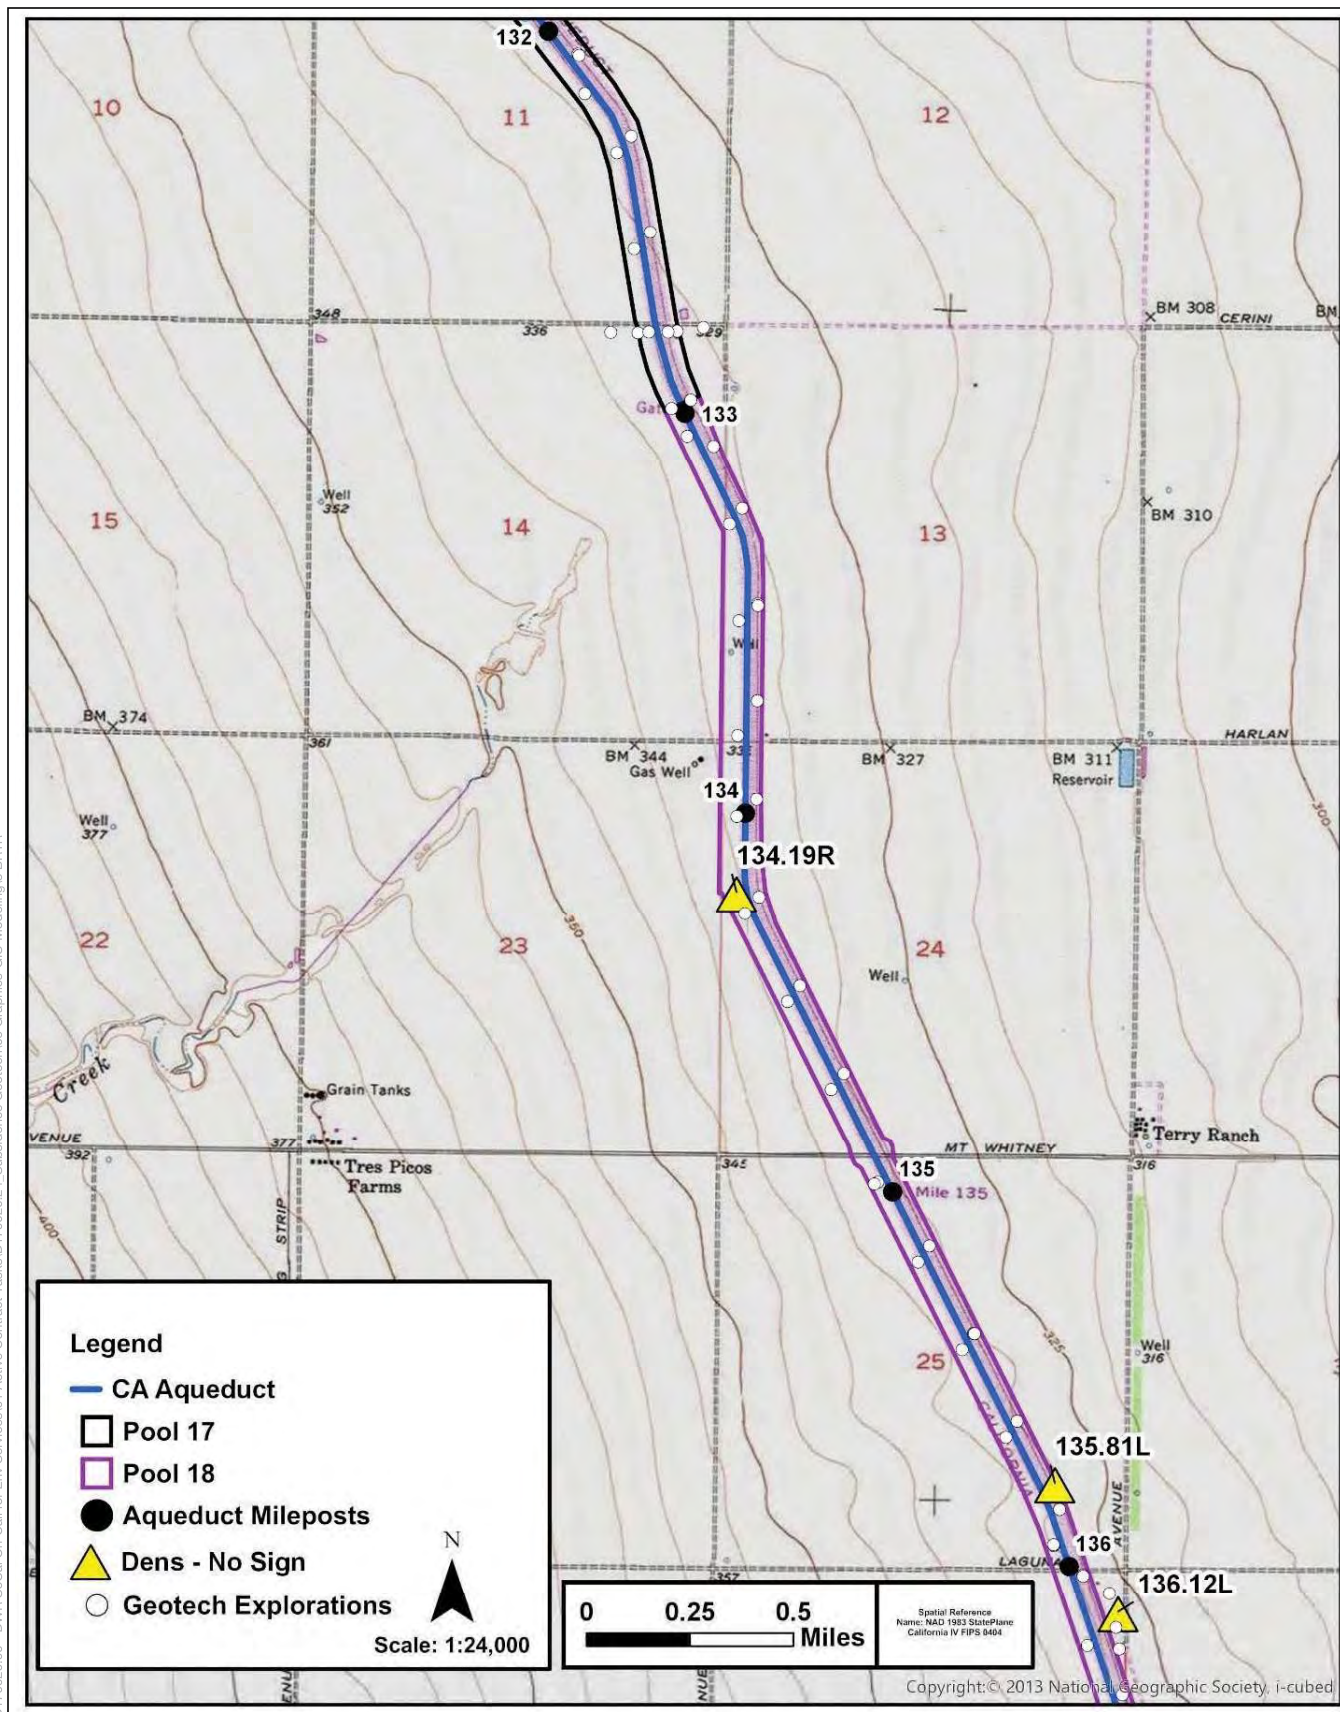 132
10
11
12
348
336
329
BM 308
CERINI
BM
133
Well
352
BM 310
15
14
13
BM 374
361
BM 344
Gas Well
BM 327
BM 311
Reservoir
HARLAN
134
Well
377
300
134.19R
350
22
23
24
Well
Creek
Grain Tanks
VENUE
392
377
Tres Picos
Farms
345
MT WHITNEY
316
Terry Ranch
135
Mile 135
400
STRIP
325
Well
316
25
CALIFORNIA
135.81L
AVENUE
136
LAGUNA
357
136.12L
Legend
CA Aqueduct
Pool 17
Pool 18
Aqueduct Mileposts
Dens - No Sign
Geotech Explorations
N
Scale: 1:24,000
0 0.25 0.5
Miles
Spatial Reference
Name: NAD 1983 StatePlane
California IV FIPS 0404
Copyright:© 2013 National Geographic Society, i-cubed